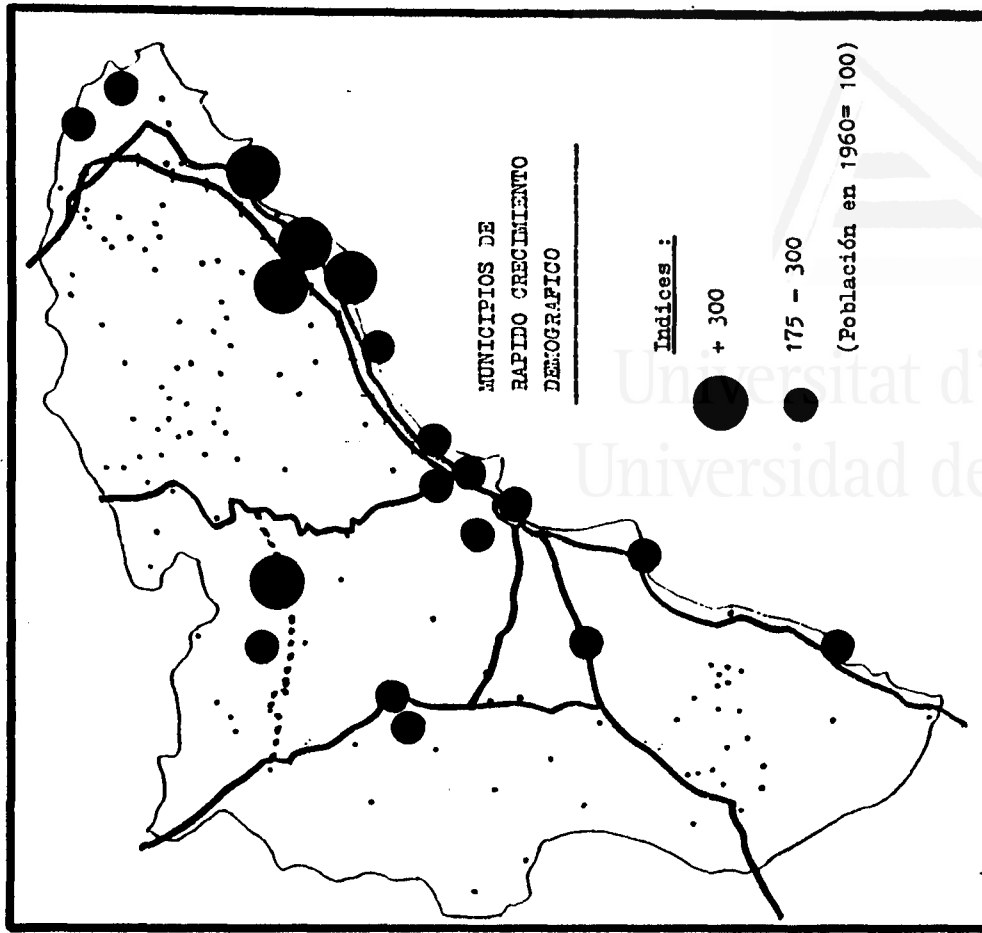 MUNICIPIOS DE
RAPIDO CRECIMIENTO
DEMOGRAFICO
Indices :
+ 300
175 - 300
(Población en 1960= 100)
Universitat d'
Universidad de